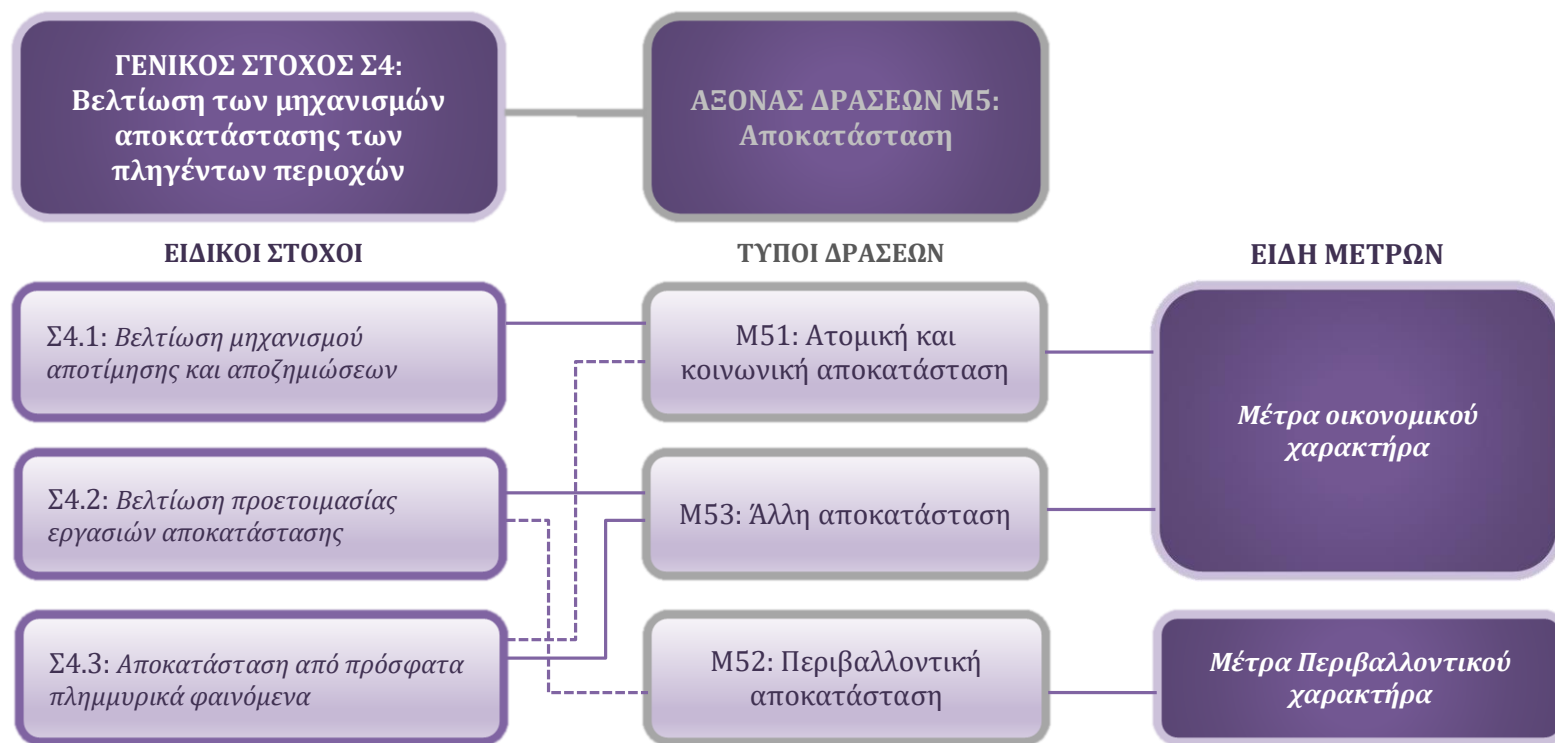 ΓΕΝΙΚΟΣ ΣΤΟΧΟΣ Σ4:
Βελτίωση των μηχανισμών
αποκατάστασης των
πληγέντων περιοχών
ΑΞΟΝΑΣ ΔΡΑΣΕΩΝ Μ5:
Αποκατάσταση
ΕΙΔΙΚΟΙ ΣΤΟΧΟΙ
ΤΥΠΟΙ ΔΡΑΣΕΩΝ
ΕΙΔΗ ΜΕΤΡΩΝ
Σ4.1: Βελτίωση μηχανισμού
αποτίμησης και αποζημιώσεων
Μ51: Ατομική και
κοινωνική αποκατάσταση
Μέτρα οικονομικού
χαρακτήρα
Σ4.2: Βελτίωση προετοιμασίας
εργασιών αποκατάστασης
Μ53: Άλλη αποκατάσταση
Σ4.3: Αποκατάσταση από πρόσφατα
πλημμυρικά φαινόμενα
Μ52: Περιβαλλοντική
αποκατάσταση
Μέτρα Περιβαλλοντικού
χαρακτήρα